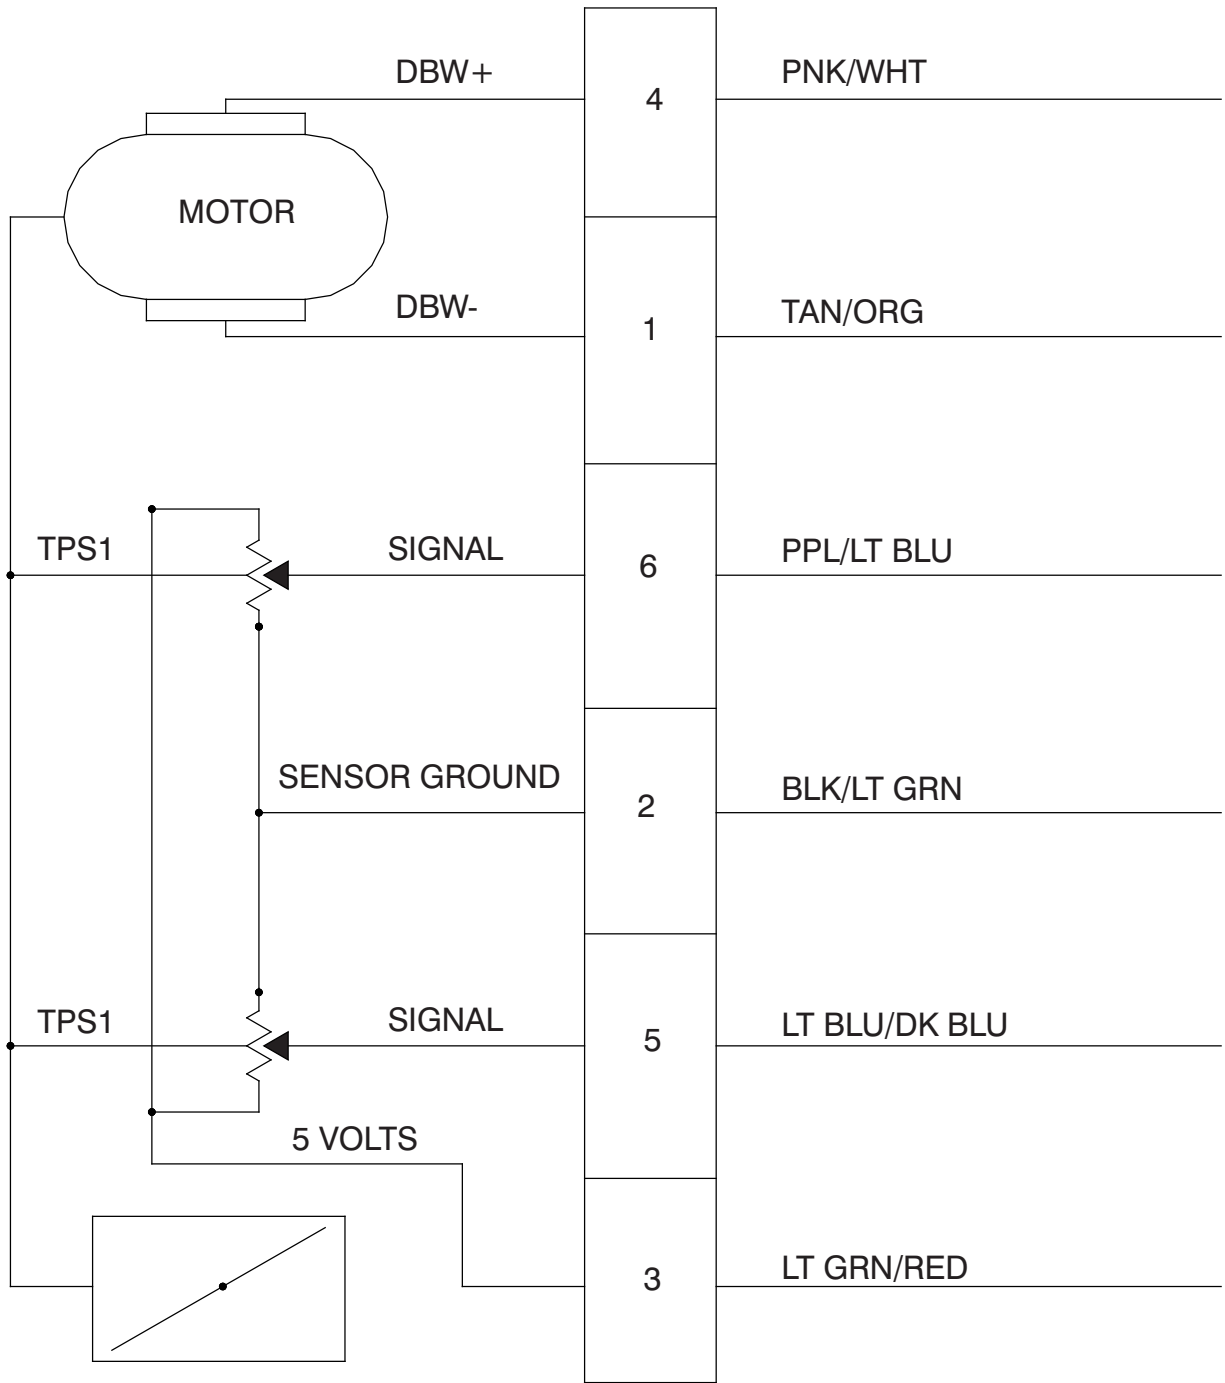 DBW+
4
PNK/WHT
MOTOR
DBW-
1
TAN/ORG
TPS1
SIGNAL
6
PPL/LT BLU
SENSOR GROUND
2
BLK/LT GRN
TPS1
SIGNAL
5
LT BLU/DK BLU
5 VOLTS
3
LT GRN/RED